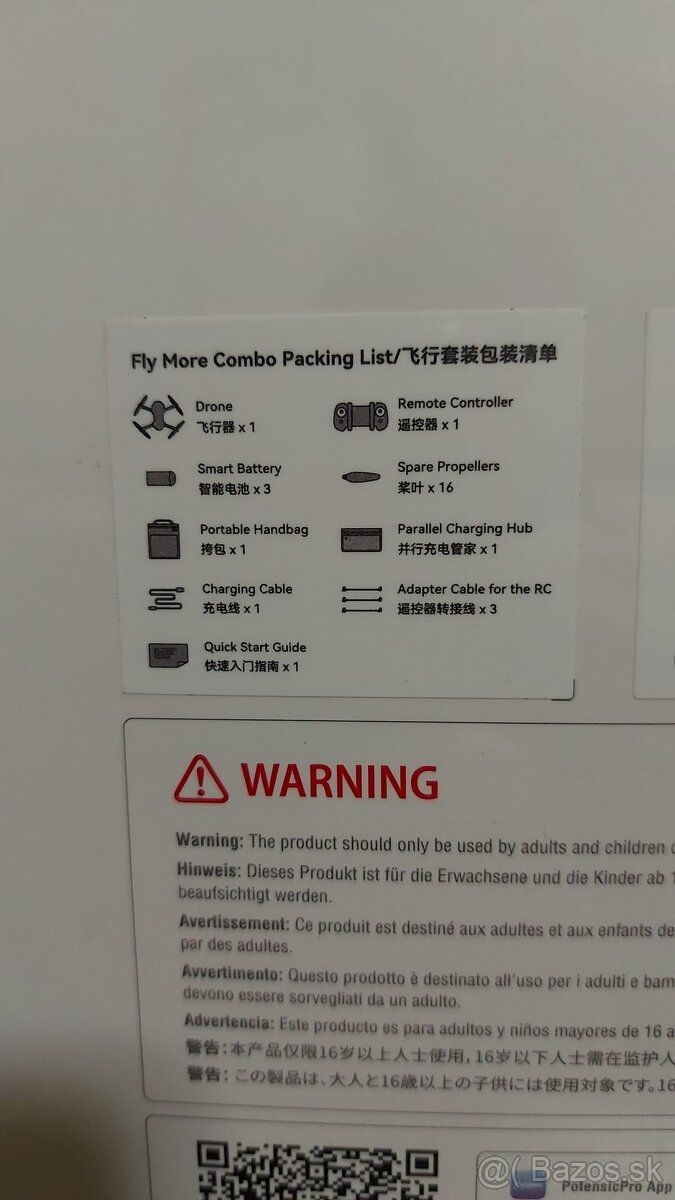 Fly More Combo Packing List/飞行套装包装清单
Drone
飞行器 x 1
Remote Controller
遥控器 x 1
Smart Battery
智能电池 x 3
Spare Propellers
桨叶 x 16
Portable Handbag
挎包 x 1
Parallel Charging Hub
并行充电管家 x 1
Charging Cable
充电线 x 1
Adapter Cable for the RC
遥控器转接线 x 3
Quick Start Guide
快速入门指南 x 1
WARNING
Warning: The product should only be used by adults and children
Hinweis: Dieses Produkt ist für die Erwachsene und die Kinder ab
beaufsichtigt werden.
Avertissement: Ce produit est destiné aux adultes et aux enfants de
par des adultes.
Avvertimento: Questo prodotto è destinato all'uso per i adulti e bam
devono essere sorvegliati da un adulto.
Advertencia: Este producto es para adultos y niños mayores de 16 a
警告：本产品仅限16岁以上人士使用，16岁以下人士需在监护人
警告：この製品は、大人と16歳以上の子供には使用対象です。16
PotensicPro App
Bazos.sk